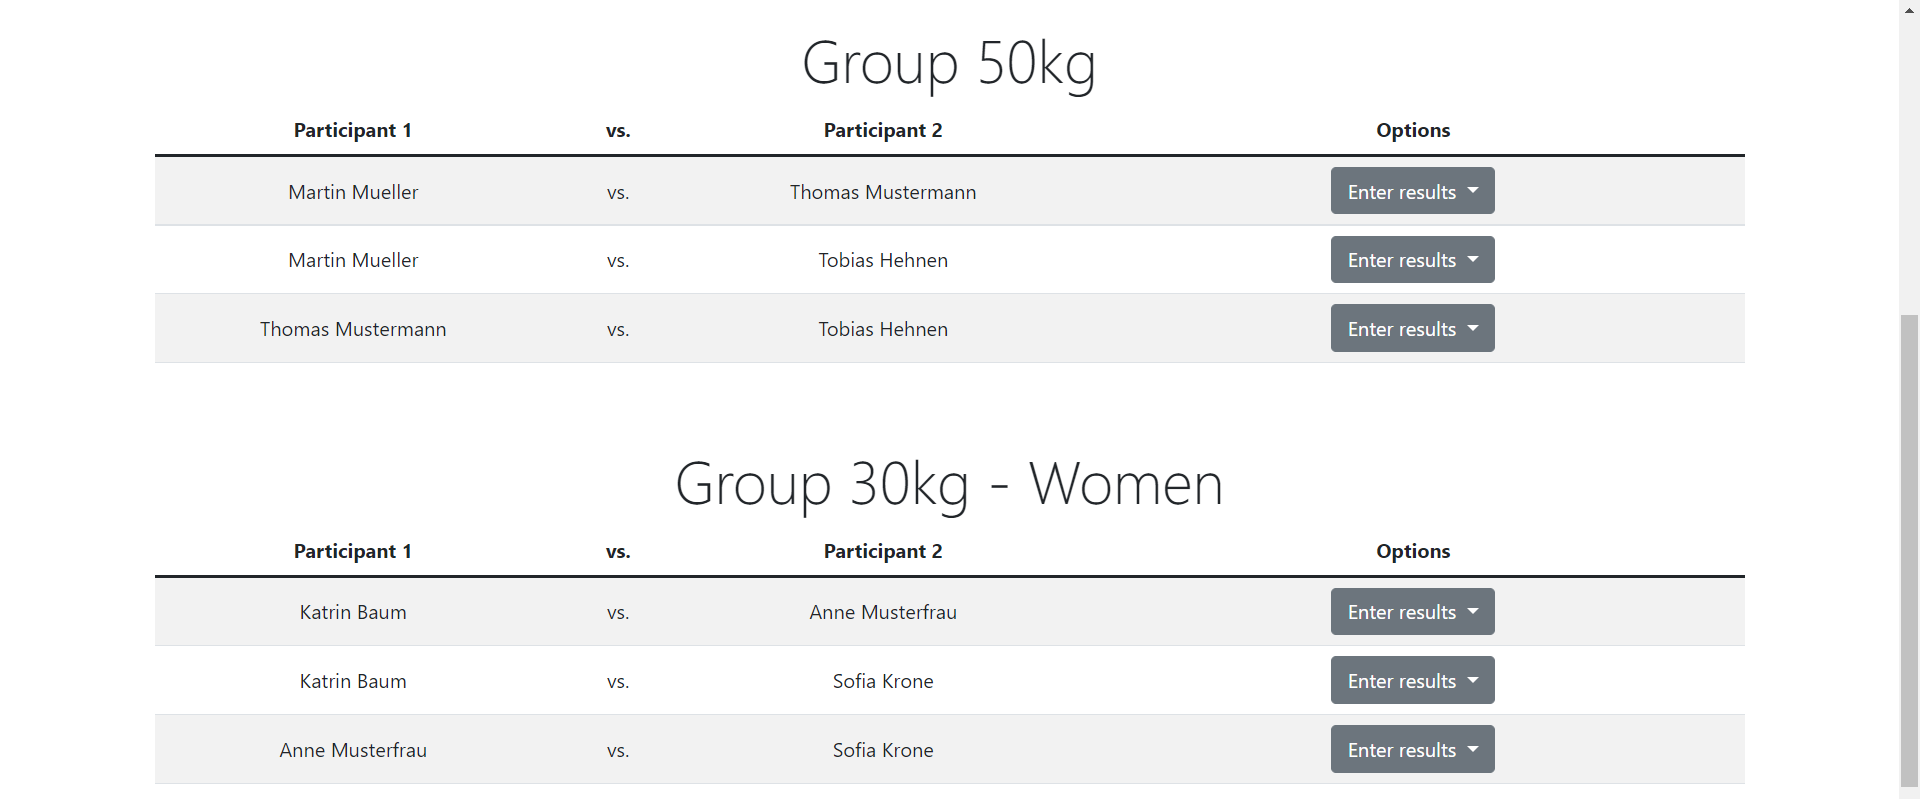 Group 50kg
Participant 1 vs. Participant 2 Options
Martin Mueller vs. Thomas Mustermann Enter results
Martin Mueller vs. Tobias Hehnen Enter results
Thomas Mustermann vs. Tobias Hehnen Enter results
Group 30kg - Women
Participant 1 vs. Participant 2 Options
Katrin Baum vs. Anne Musterfrau Enter results
Katrin Baum vs. Sofia Krone Enter results
Anne Musterfrau vs. Sofia Krone Enter results